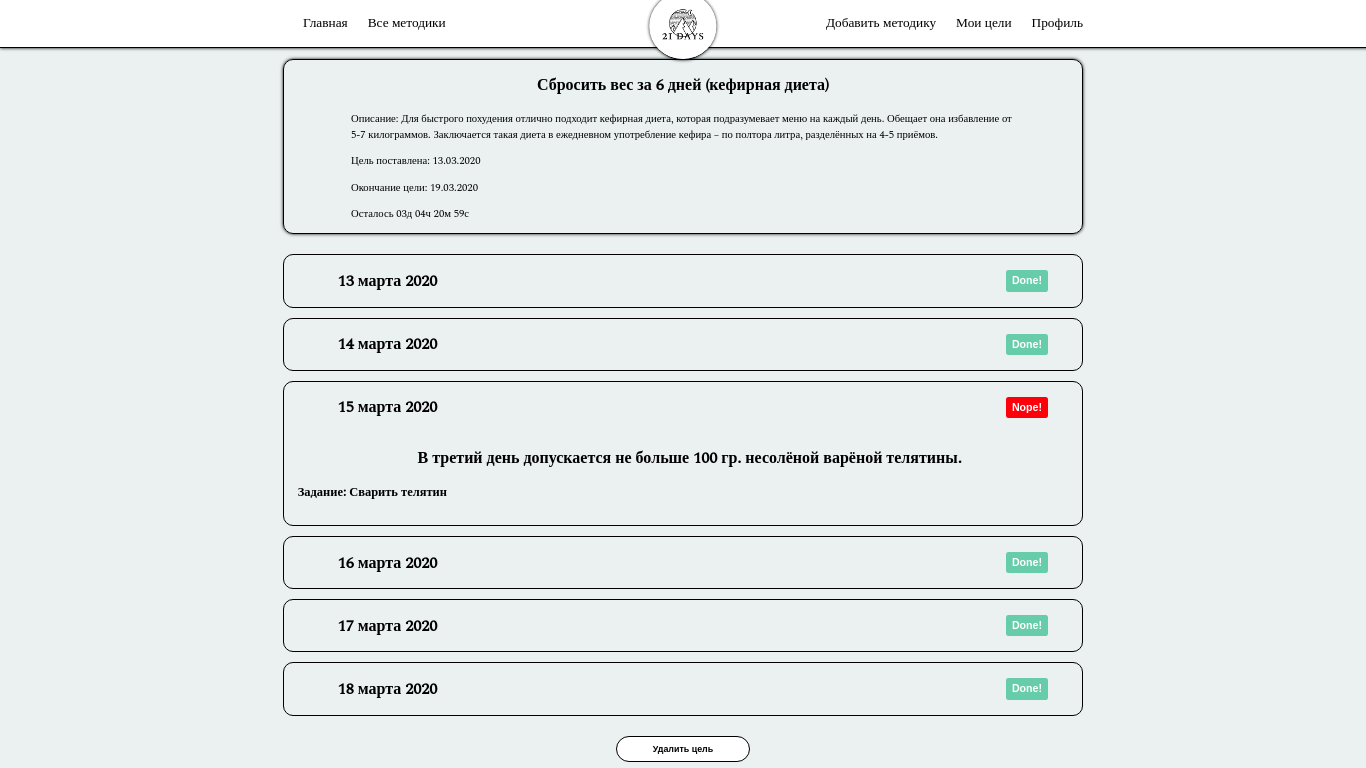 Главная Все методики 21 DAYS Добавить методику Мои цели Профиль
Сбросить вес за 6 дней (кефирная диета)
Описание: Для быстрого похудения отлично подходит кефирная диета, которая подразумевает меню на каждый день. Обещает она избавление от
5-7 килограммов. Заключается такая диета в ежедневном употребление кефира – по полтора литра, разделённых на 4-5 приёмов.
Цель поставлена: 13.03.2020
Окончание цели: 19.03.2020
Осталось 03д 04ч 20м 59с
13 марта 2020 Done!
14 марта 2020 Done!
15 марта 2020 Nope!
В третий день допускается не больше 100 гр. несолёной варёной телятины.
Задание: Сварить телятин
16 марта 2020 Done!
17 марта 2020 Done!
18 марта 2020 Done!
Удалить цель